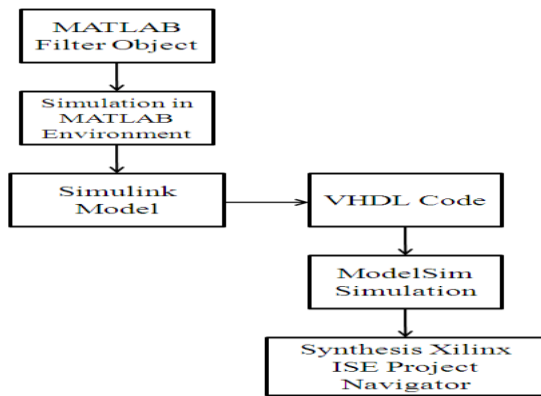 MATLAB
Filter Object
Simulation in
MATLAB
Environment
Simulink
Model
VHDL Code
ModelSim
Simulation
Synthesis Xilinx
ISE Project
Navigator